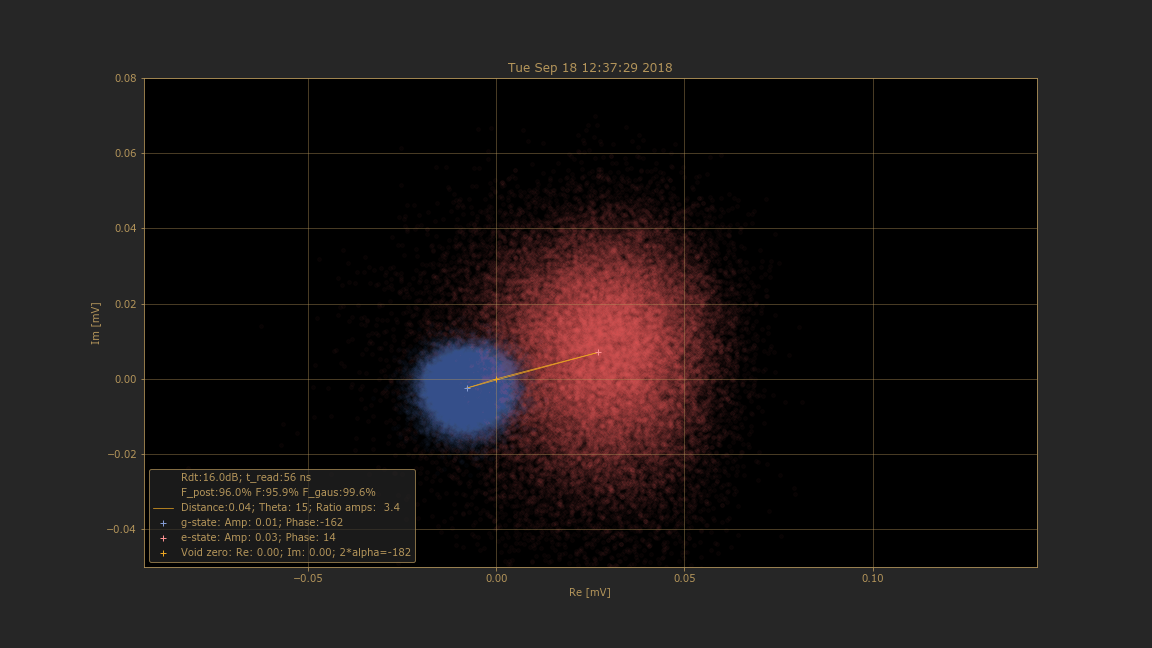 Tue Sep 18 12:37:29 2018
0.08
0.06
0.04
0.02
0.00
−0.02
−0.04
Im [mV]
Rdt:16.0dB; t_read:56 ns
F_post:96.0% F:95.9% F_gaus:99.6%
Distance:0.04; Theta: 15; Ratio amps:  3.4
g-state: Amp: 0.01; Phase:-162
e-state: Amp: 0.03; Phase: 14
Void zero: Re: 0.00; Im: 0.00; 2*alpha=-182
−0.05 0.00 0.05 0.10
Re [mV]